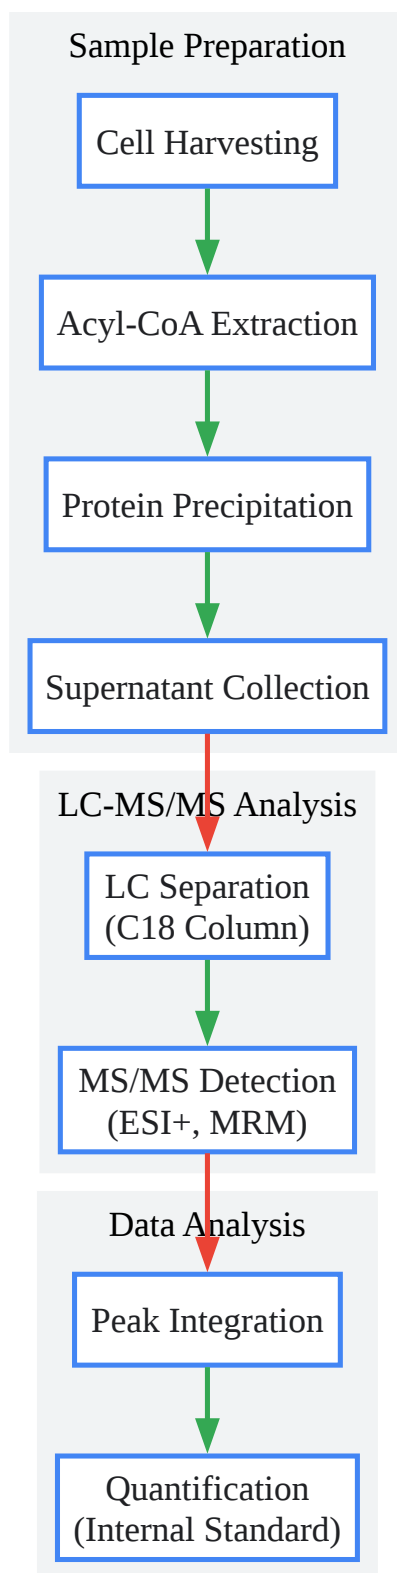 Sample Preparation
Cell Harvesting
Acyl-CoA Extraction
Protein Precipitation
Supernatant Collection
LC-MS/MS Analysis
LC Separation
(C18 Column)
MS/MS Detection
(ESI+, MRM)
Data Analysis
Peak Integration
Quantification
(Internal Standard)